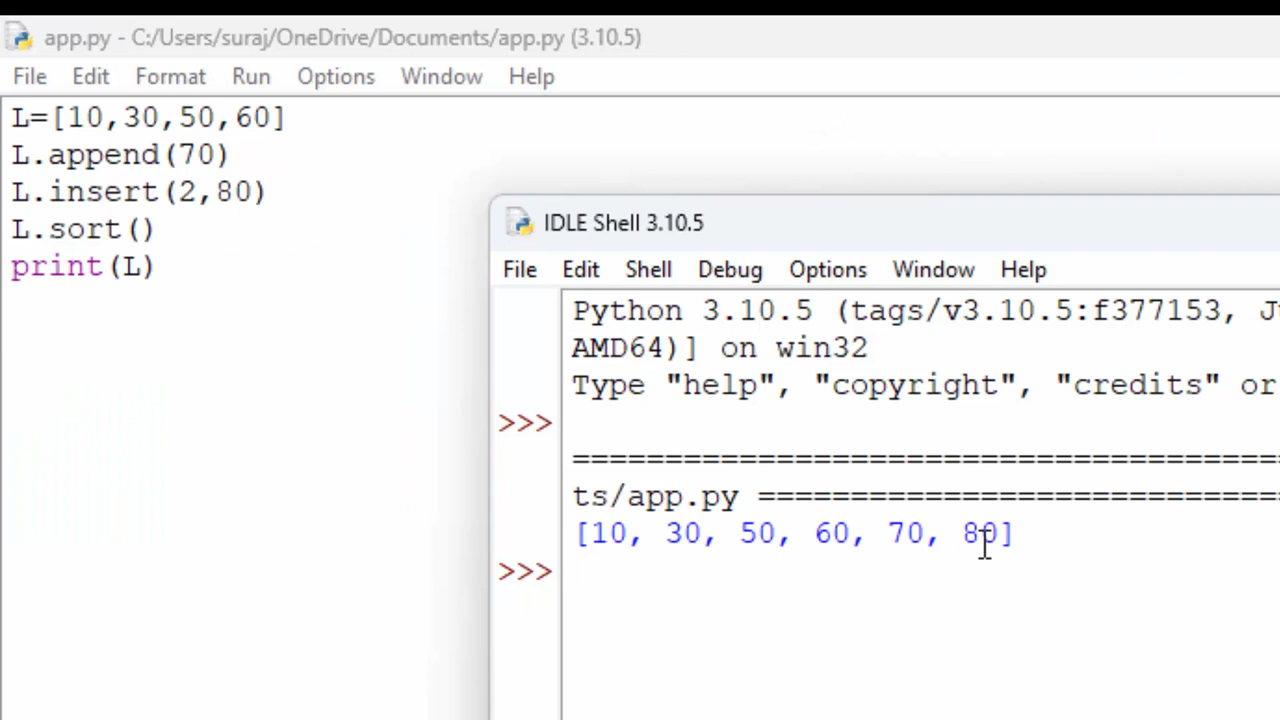 app.py - C:/Users/suraj/OneDrive/Documents/app.py (3.10.5)
File Edit Format Run Options Window Help
L=[10,30,50,60]
L.append(70)
L.insert(2,80)
L.sort()
print(L)
IDLE Shell 3.10.5
File Edit Shell Debug Options Window Help
Python 3.10.5 (tags/v3.10.5:f377153,
AMD64)] on win32
Type "help", "copyright", "credits" or
>>>
======================================
ts/app.py ============================
[10, 30, 50, 60, 70, 80]
>>>